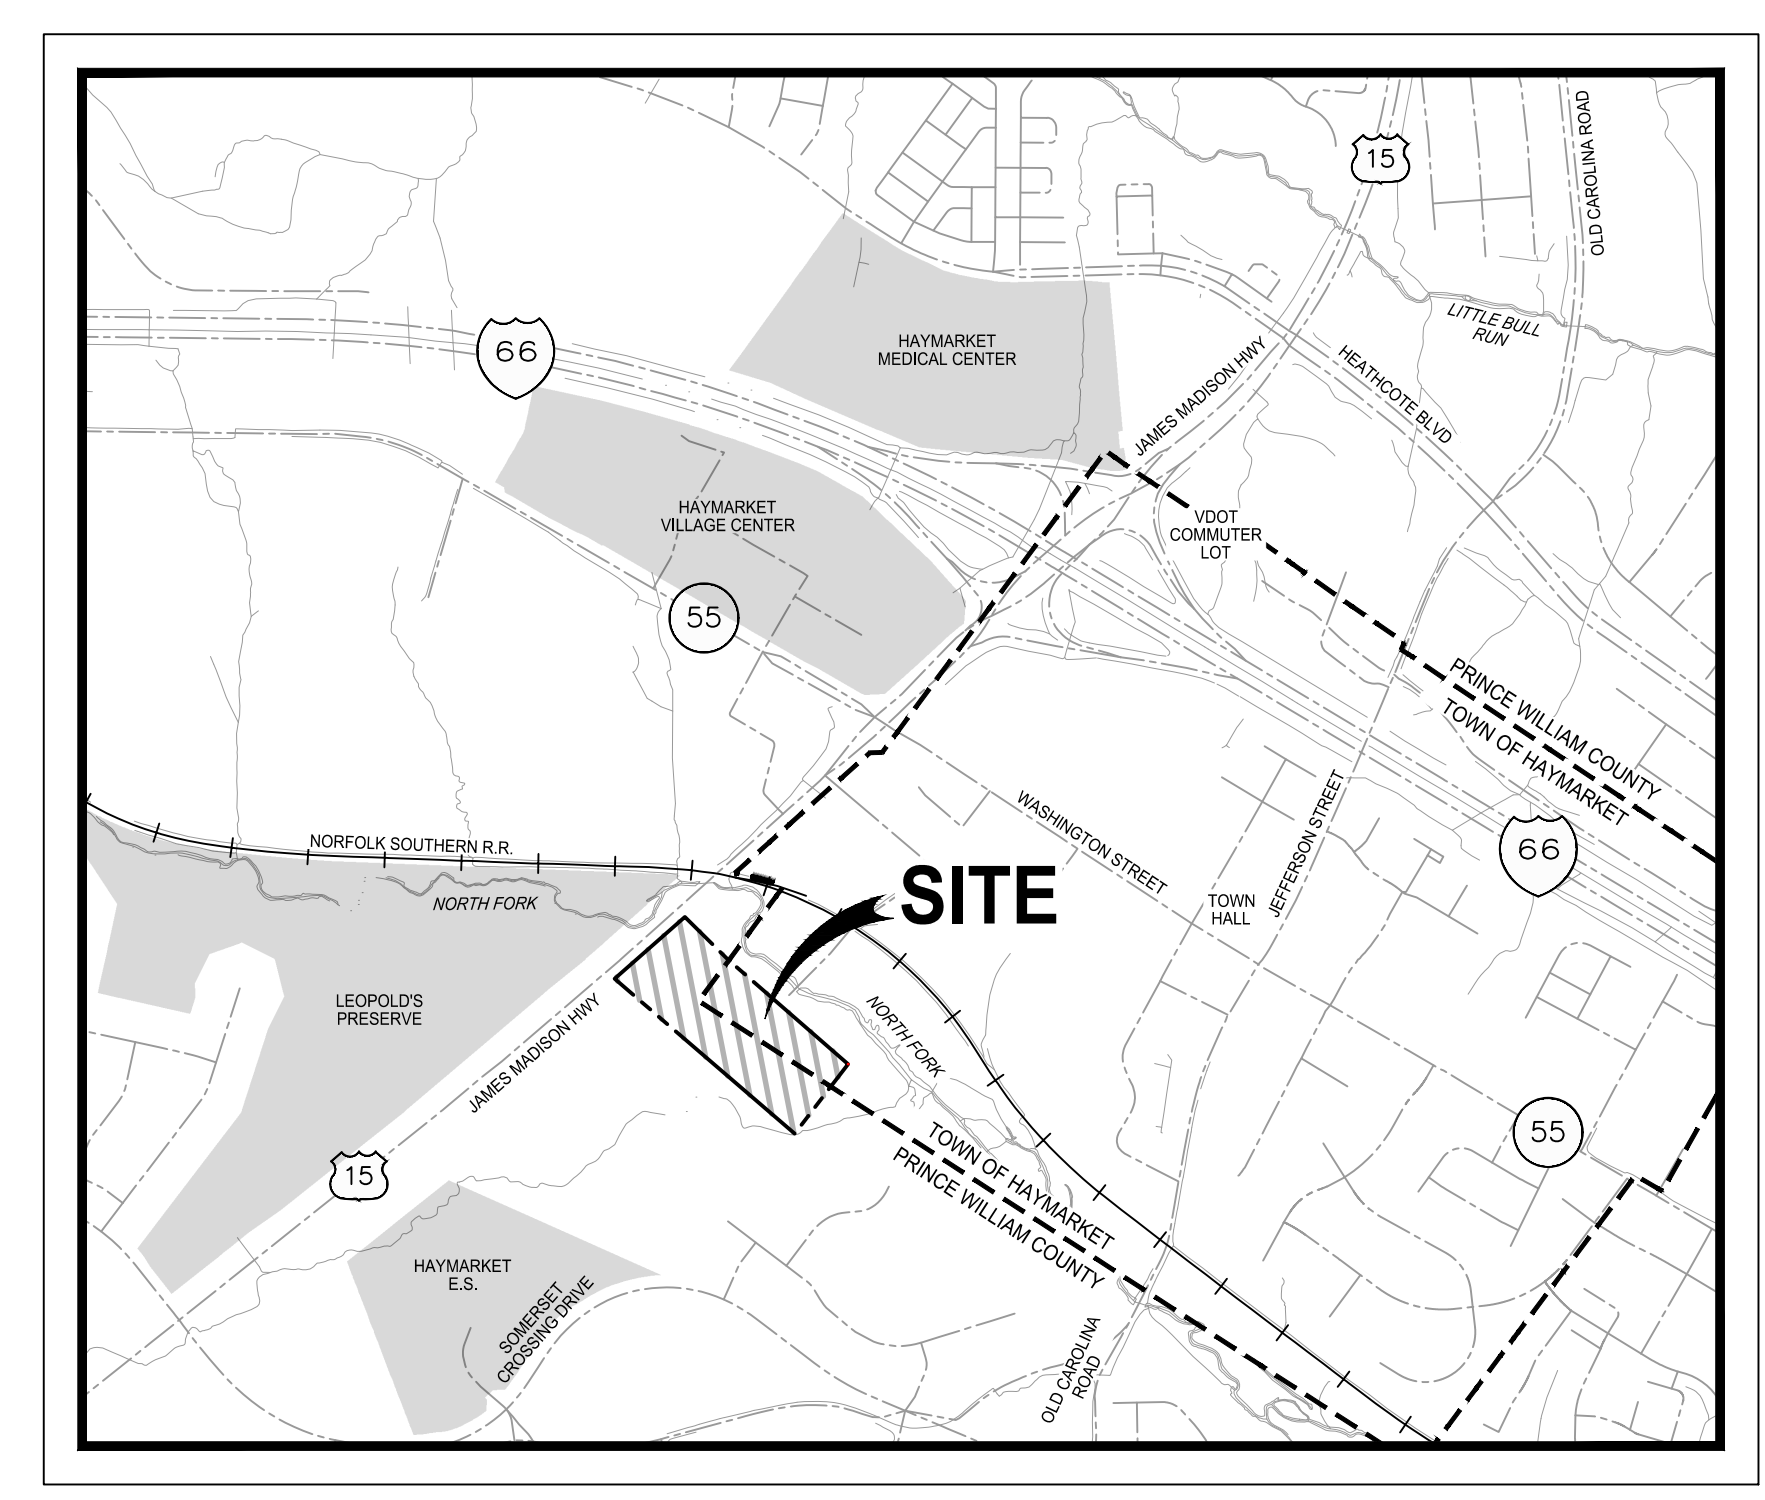 15
OLD CAROLINA ROAD
LITTLE BULL
RUN
66
HAYMARKET
MEDICAL CENTER
JAMES MADISON HWY
HEATHCOTE BLVD
HAYMARKET
VILLAGE CENTER
VDOT
COMMUTER
LOT
55
PRINCE WILLIAM COUNTY
TOWN OF HAYMARKET
WASHINGTON STREET
JEFFERSON STREET
66
NORFOLK SOUTHERN R.R.
NORTH FORK
SITE
TOWN
HALL
LEOPOLD'S
PRESERVE
JAMES MADISON HWY
NORTH FORK
55
TOWN OF HAYMARKET
PRINCE WILLIAM COUNTY
15
HAYMARKET
E.S.
SOMERSET
CROSSING DRIVE
OLD CAROLINA
ROAD